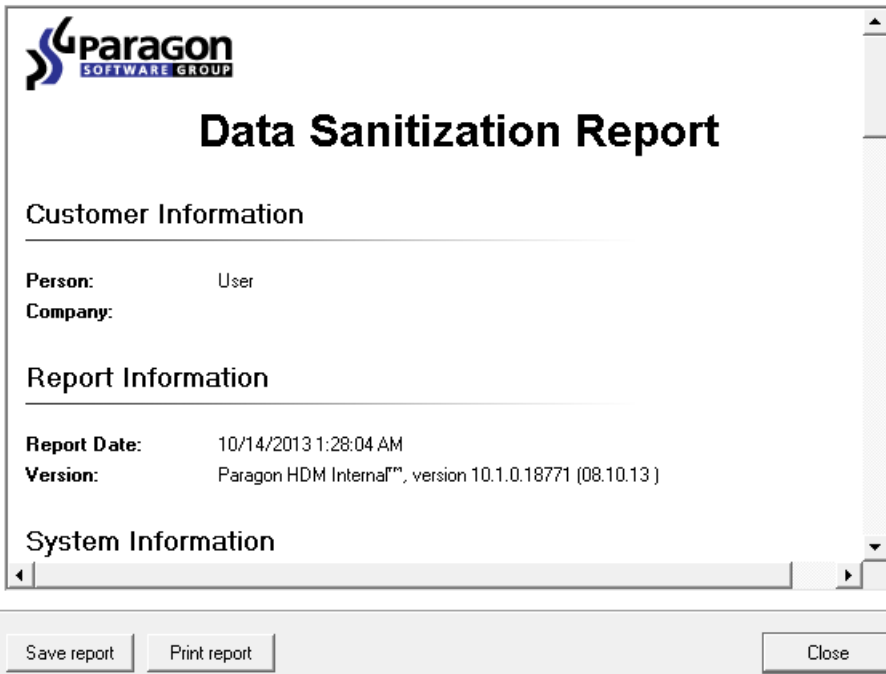 Paragon
SOFTWARE GROUP
Data Sanitization Report
Customer Information
Person: User
Company:
Report Information
Report Date: 10/14/2013 1:28:04 AM
Version: Paragon HDM Internal™, version 10.1.0.18771 (08.10.13 )
System Information
Save report Print report Close